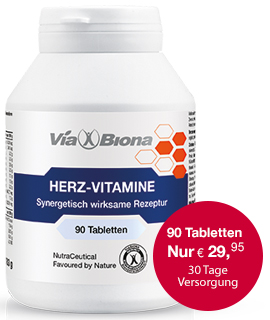 Vía Biona
HERZ-VITAMINE
Synergetisch wirksame Rezeptur
90 Tabletten
NutraCeutical
Favoured by Nature
90 Tabletten
Nur € 29,95
30 Tage
Versorgung